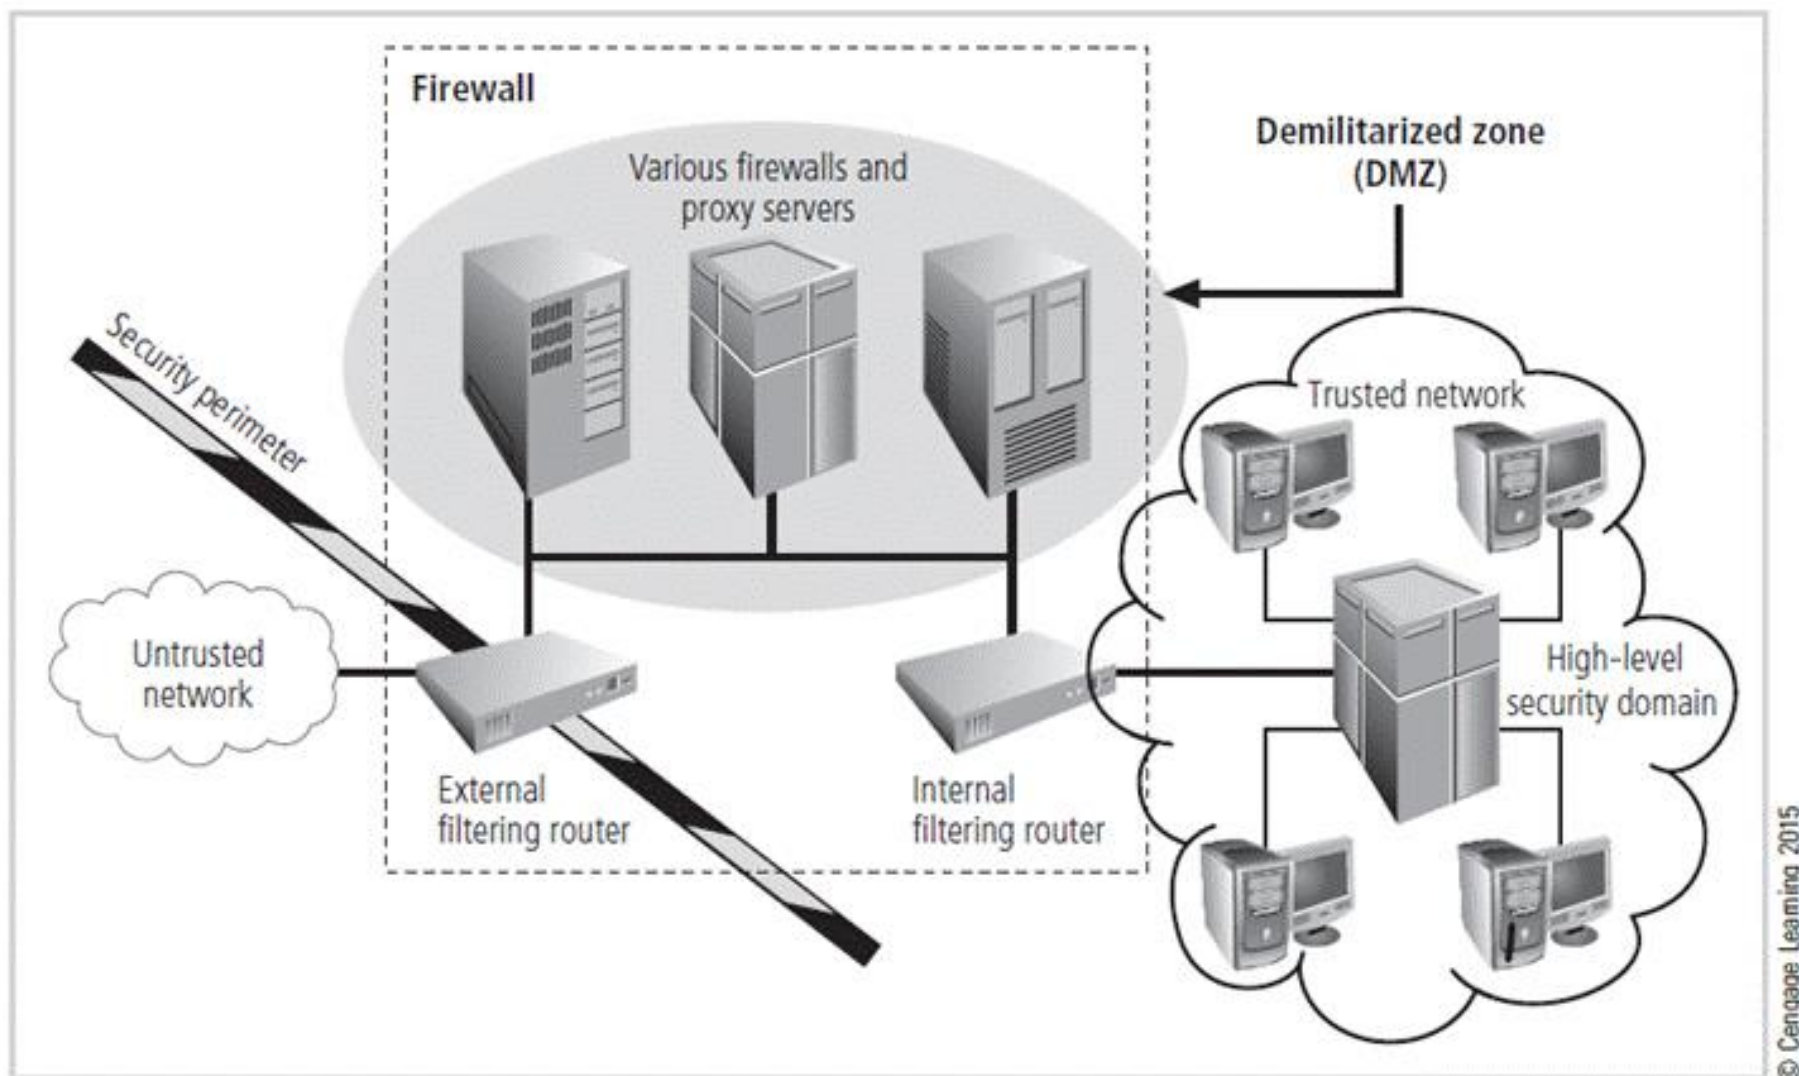 Firewall
Various firewalls and
proxy servers
Demilitarized zone
(DMZ)
Security perimeter
Trusted network
Untrusted
network
High-level
security domain
External
filtering router
Internal
filtering router
© Cengage Learning 2015